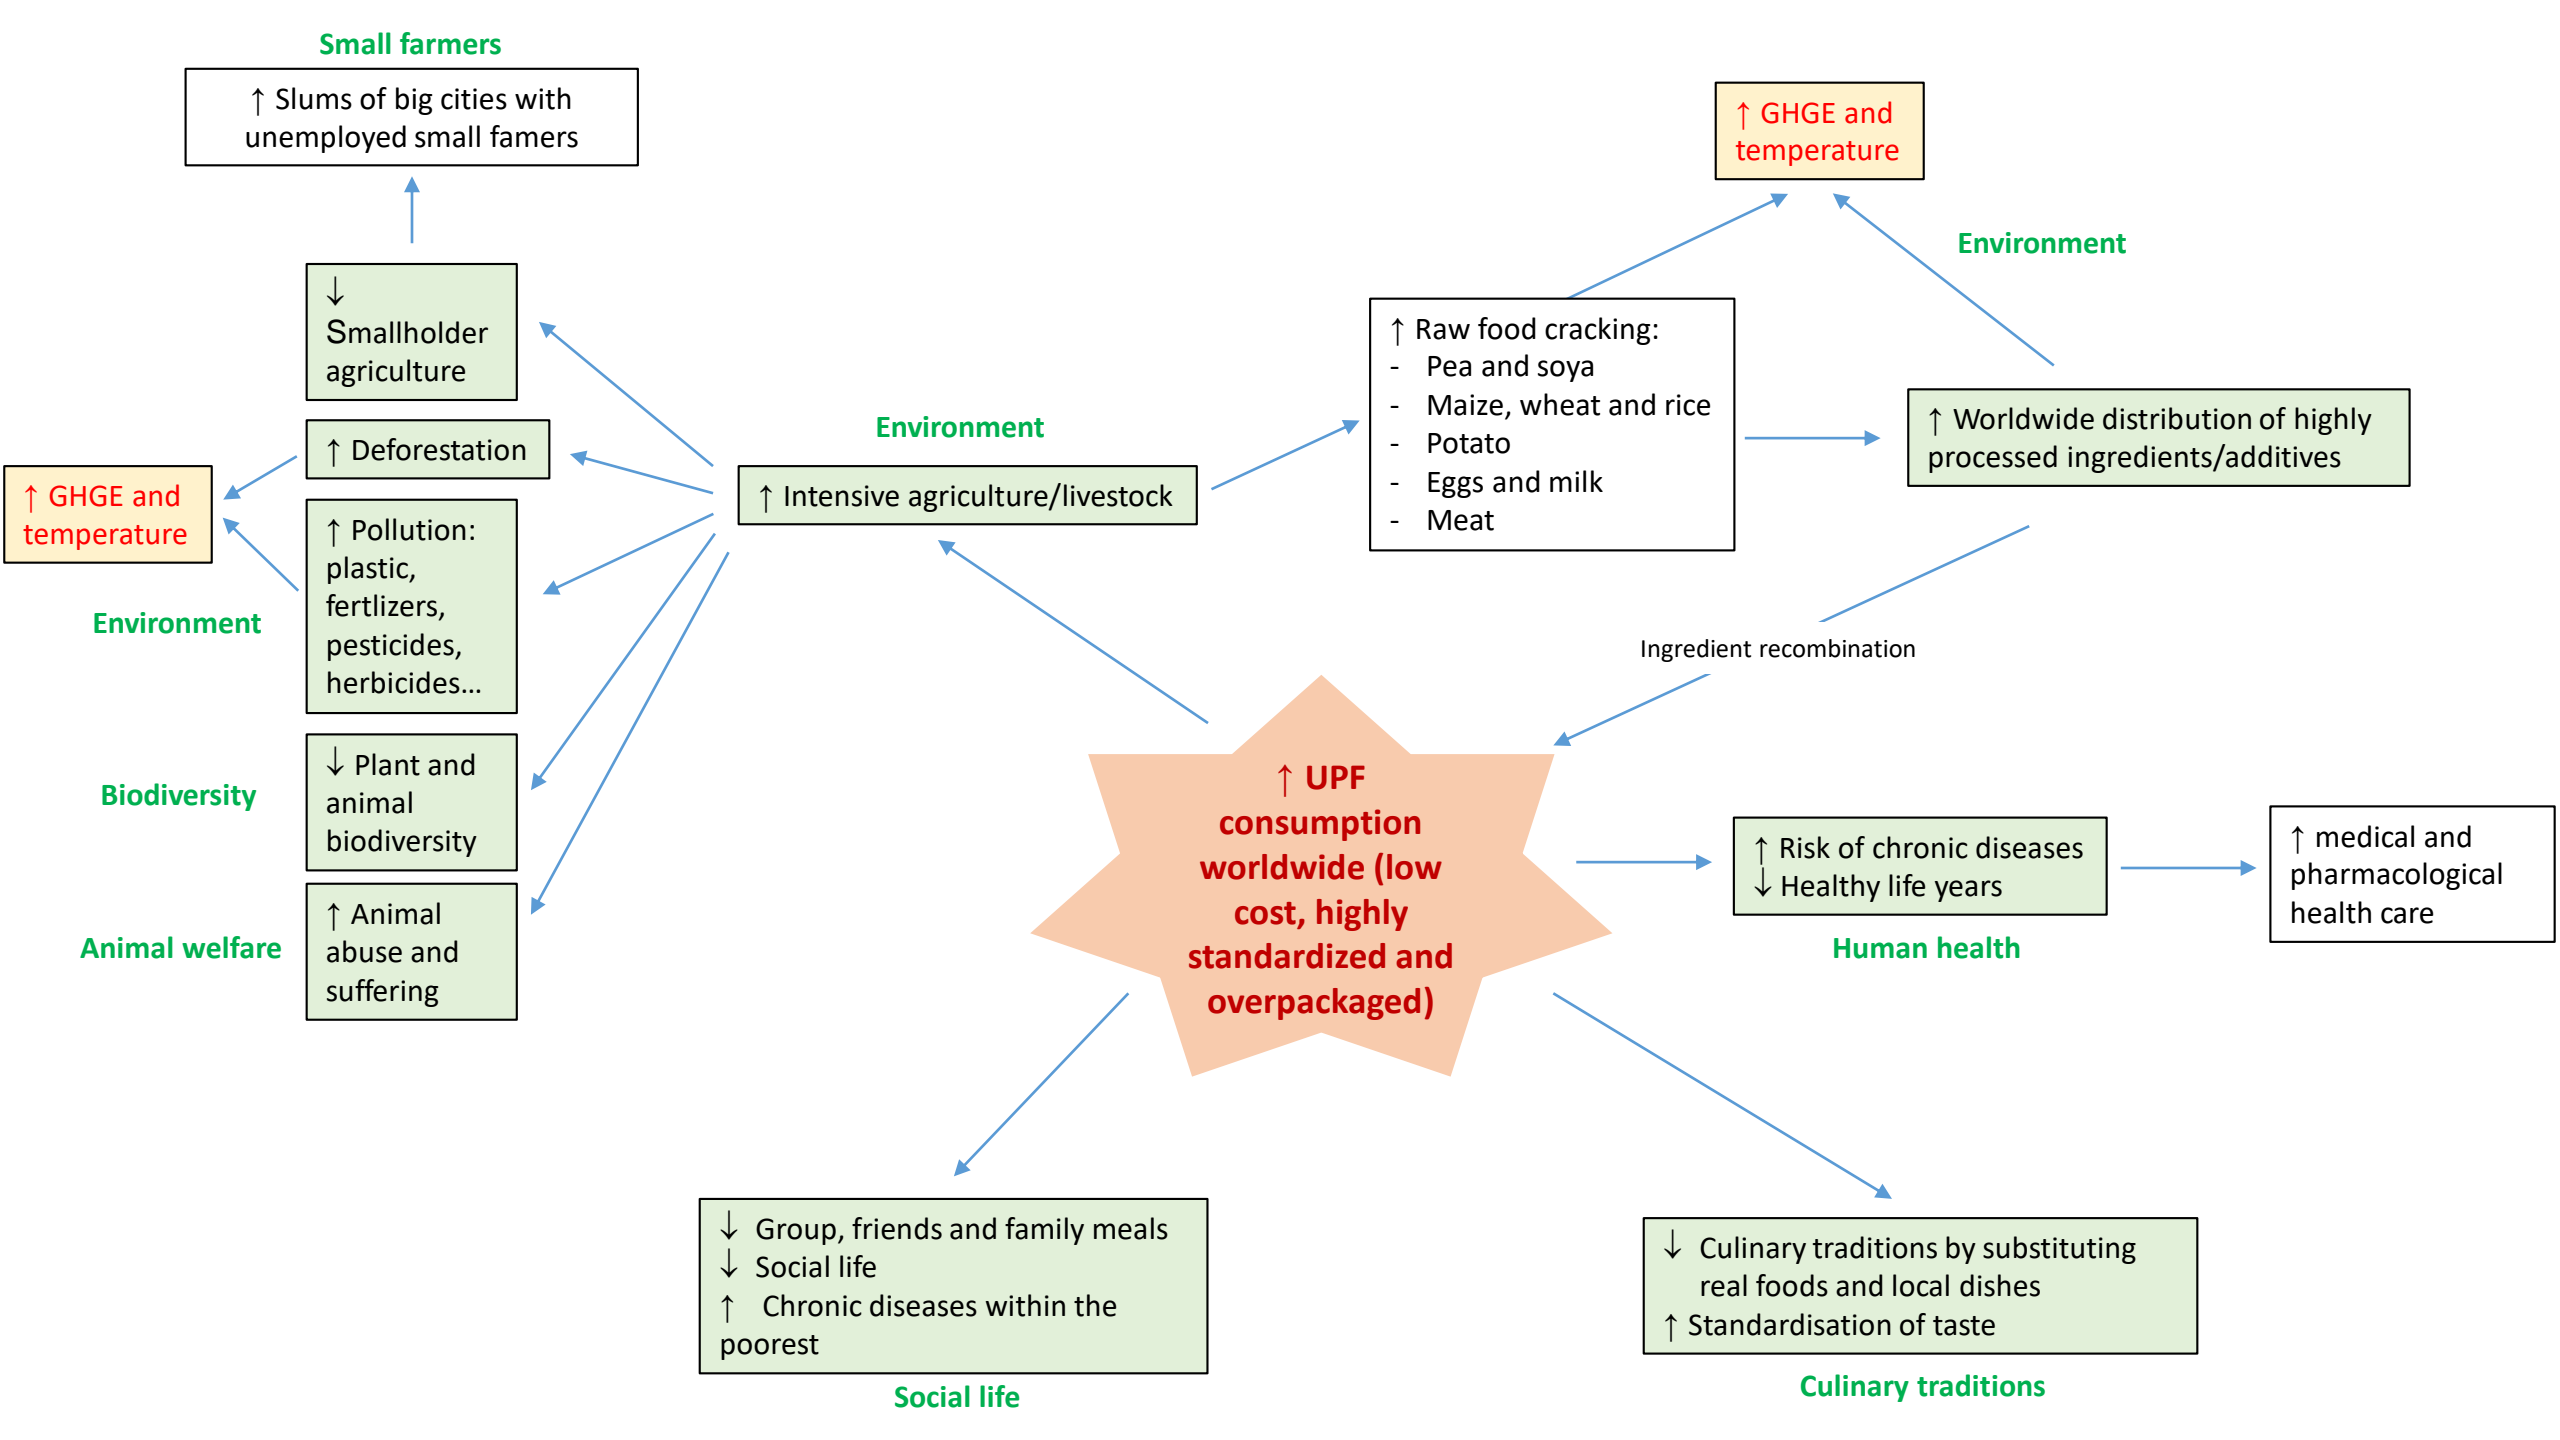 Small farmers
↑ Slums of big cities with
unemployed small famers
↓
Smallholder
agriculture
↑ Deforestation
↑ GHGE and
temperature
↑ Pollution:
plastic,
fertlizers,
pesticides,
herbicides...
Environment
↓ Plant and
animal
biodiversity
Biodiversity
↑ Animal
abuse and
suffering
Animal welfare
Environment
↑ Intensive agriculture/livestock
↑ GHGE and
temperature
Environment
↑ Raw food cracking:
- Pea and soya
- Maize, wheat and rice
- Potato
- Eggs and milk
- Meat
↑ Worldwide distribution of highly
processed ingredients/additives
Ingredient recombination
↑ UPF
consumption
worldwide (low
cost, highly
standardized and
overpackaged)
↑ Risk of chronic diseases
↓ Healthy life years
Human health
↑ medical and
pharmacological
health care
↓ Group, friends and family meals
↓ Social life
↑ Chronic diseases within the
poorest
Social life
↓ Culinary traditions by substituting
real foods and local dishes
↑ Standardisation of taste
Culinary traditions